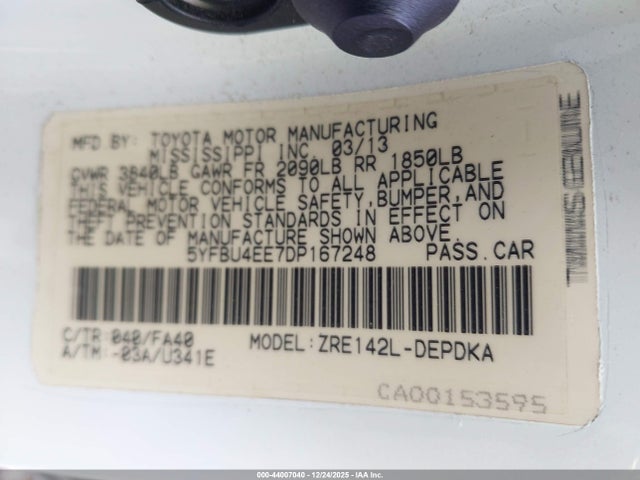 MFD.BY: TOYOTA MOTOR MANUFACTURING
MISSISSIPPI INC. 03/13
GVWR 3840LB GAWR FR 2090LB RR 1850LB
THIS VEHICLE CONFORMS TO ALL APPLICABLE
FEDERAL MOTOR VEHICLE SAFETY,BUMPER,AND
THEFT PREVENTION STANDARDS IN EFFECT ON
THE DATE OF MANUFACTURE SHOWN ABOVE.
5YFBU4EE7DP167248 PASS.CAR
C/TR:040/FA40 MODEL:ZRE142L-DEPDKA
A/TM:-03A/U341E
CA00153595
000-44007040 - 12/24/2025 - IAA Inc.